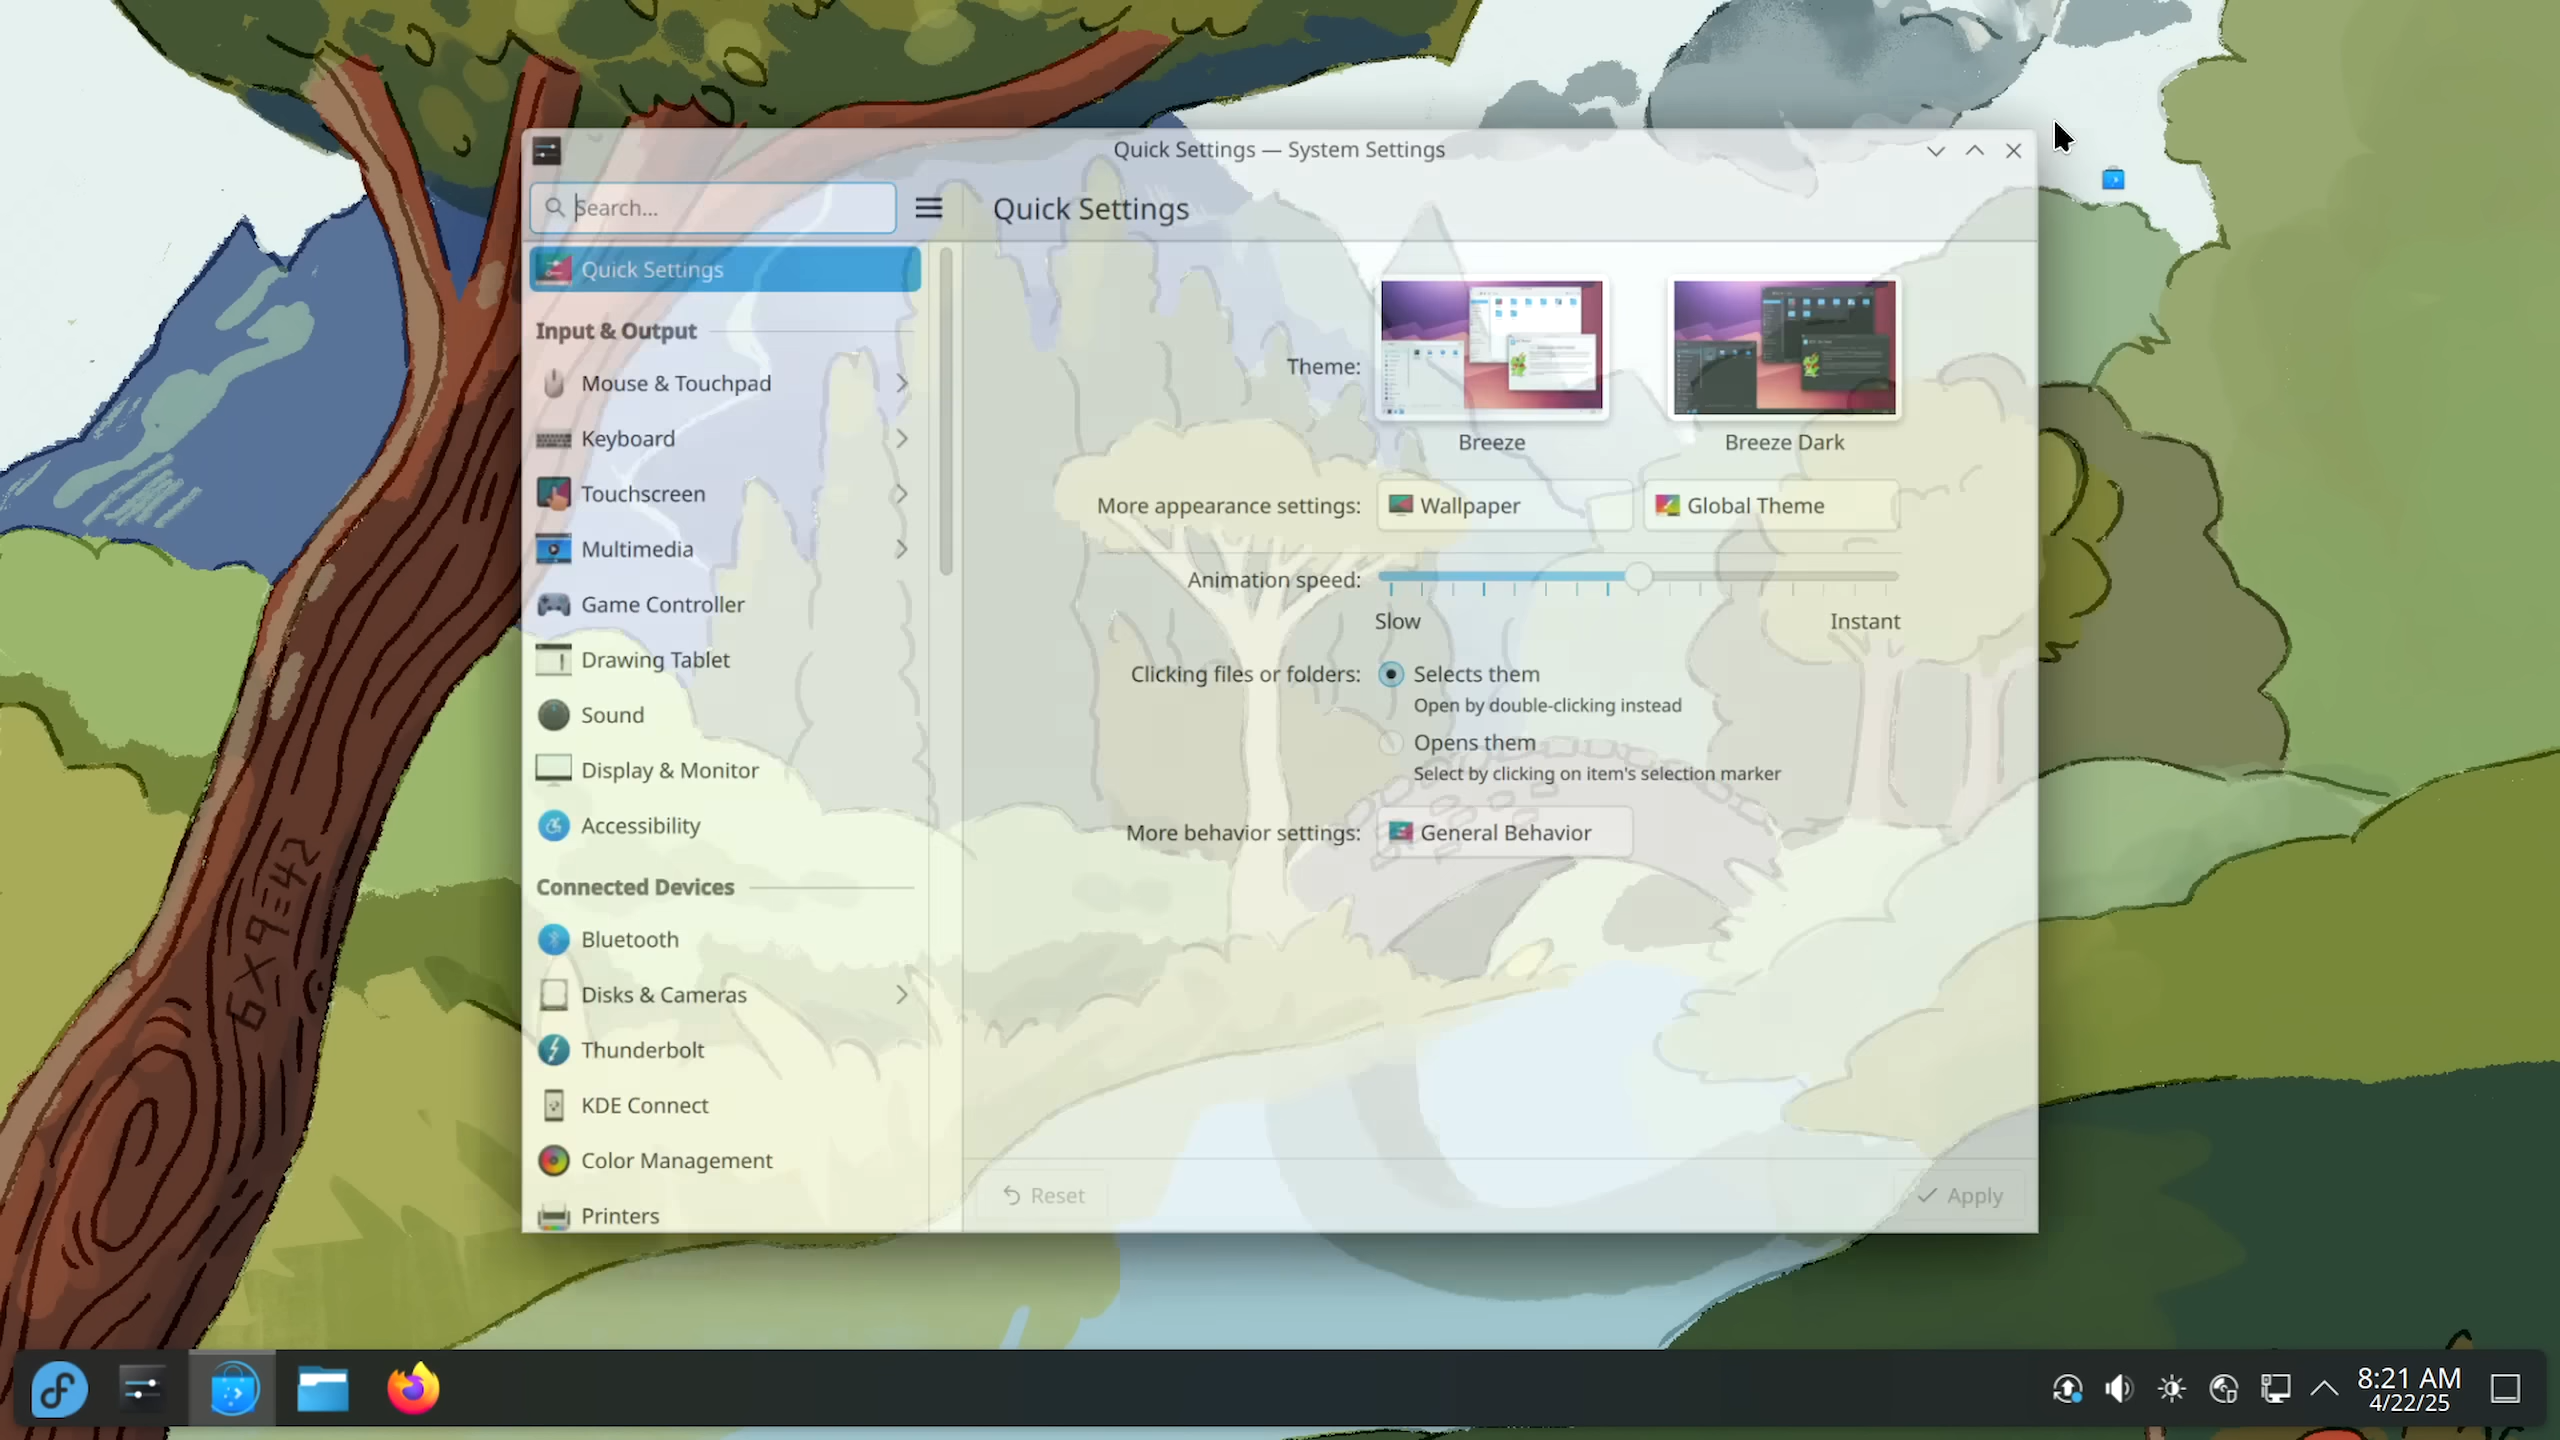 Quick Settings — System Settings
Search...
Quick Settings
Quick Settings
Input & Output
Mouse & Touchpad
Keyboard
Touchscreen
Multimedia
Game Controller
Drawing Tablet
Sound
Display & Monitor
Accessibility
Connected Devices
Bluetooth
Disks & Cameras
Thunderbolt
KDE Connect
Color Management
Printers
Theme:
Breeze
Breeze Dark
More appearance settings:
Wallpaper
Global Theme
Animation speed:
Slow
Instant
Clicking files or folders:
Selects them
Open by double-clicking instead
Opens them
Select by clicking on item's selection marker
More behavior settings:
General Behavior
Reset
Apply
6x9=42
8:21 AM
4/22/25